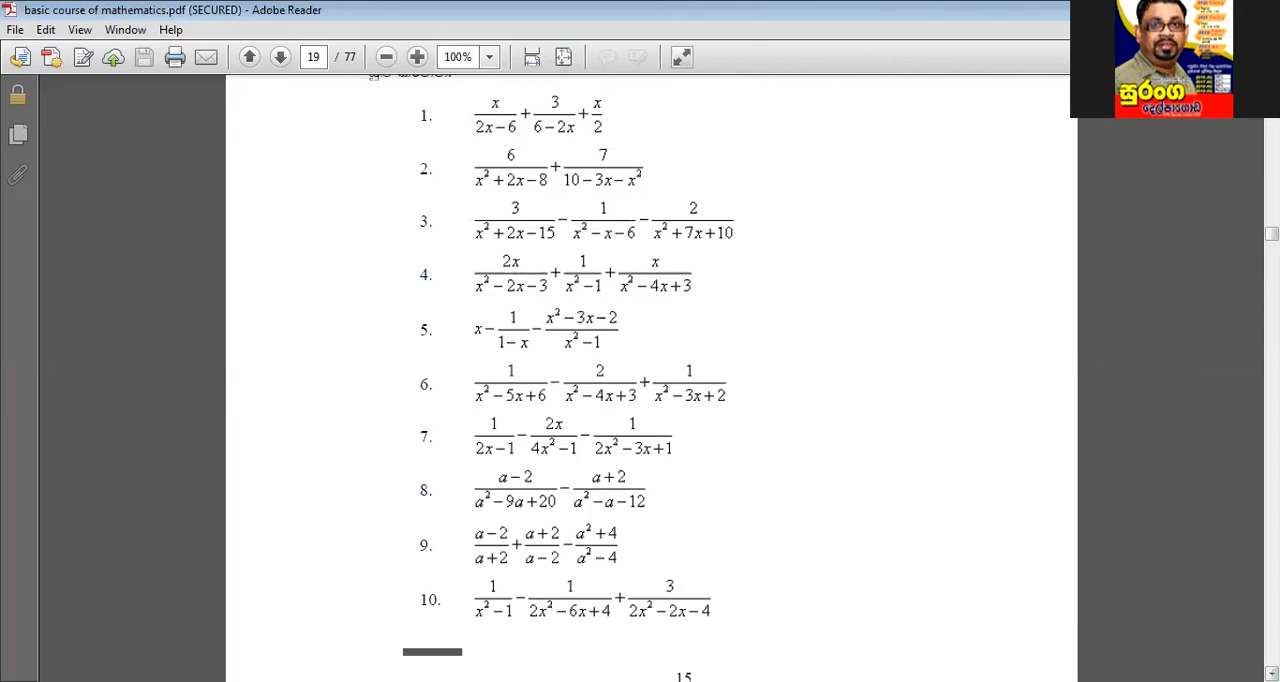 basic course of mathematics.pdf (SECURED) - Adobe Reader
File Edit View Window Help
19 / 77 100%
1. x/(2x−6) + 3/(6−2x) + x/2
2. 6/(x²+2x−8) + 7/(10−3x−x²)
3. 3/(x²+2x−15) − 1/(x²−x−6) − 2/(x²+7x+10)
4. 2x/(x²−2x−3) + 1/(x²−1) + x/(x²−4x+3)
5. x − 1/(1−x) − (x²−3x−2)/(x²−1)
6. 1/(x²−5x+6) − 2/(x²−4x+3) + 1/(x²−3x+2)
7. 1/(2x−1) − 2x/(4x²−1) − 1/(2x²−3x+1)
8. (a−2)/(a²−9a+20) − (a+2)/(a²−a−12)
9. (a−2)/(a+2) + (a+2)/(a−2) − (a²+4)/(a²−4)
10. 1/(x²−1) − 1/(2x²−6x+4) + 3/(2x²−2x−4)
15
සුරංග
දෙල්පාගොඩ